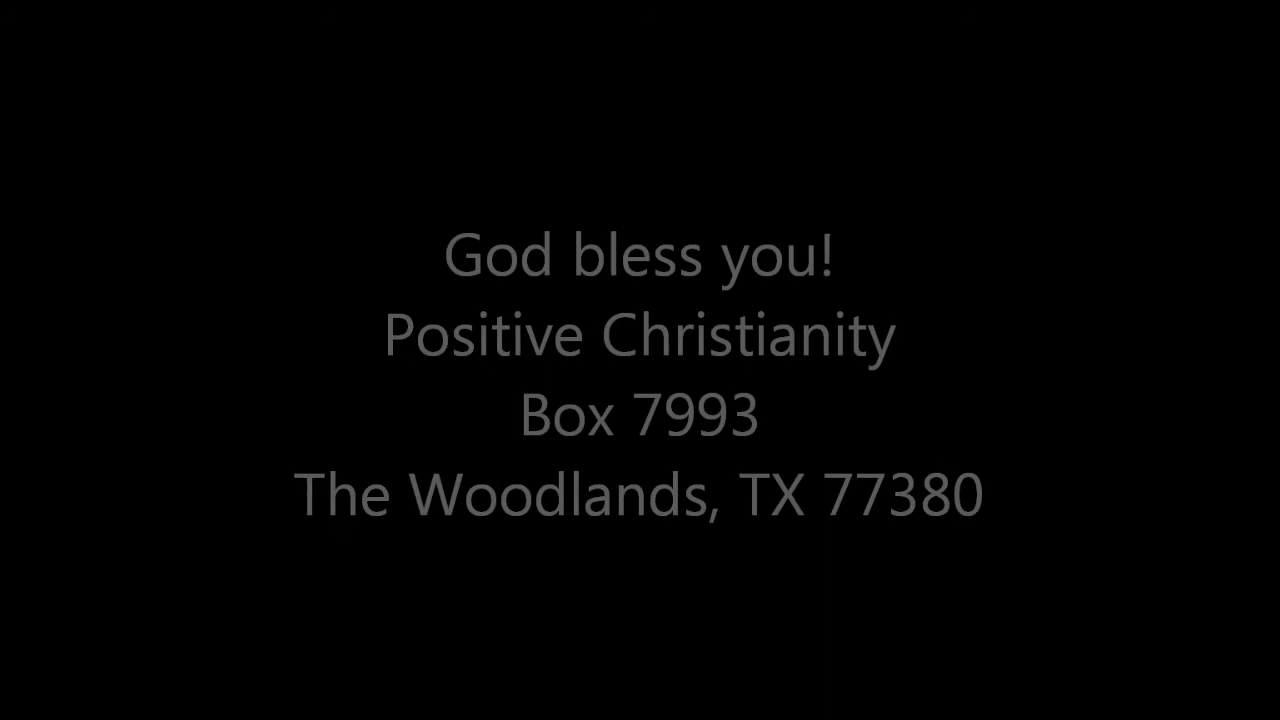 God bless you!
Positive Christianity
Box 7993
The Woodlands, TX 77380